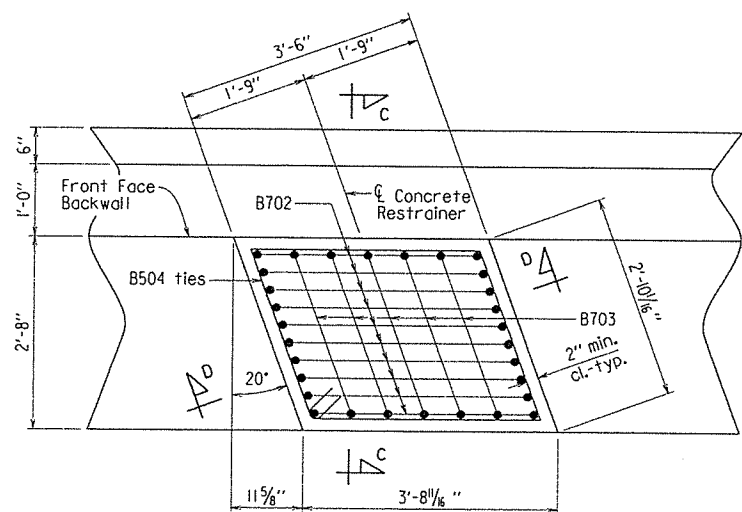 3'-6"
1'-9"
1'-9"
C
6"
1'-0"
Front Face
Backwall
B702
℄ Concrete
Restrainer
B504 ties
D
2'-10 1/16"
B703
2'-8"
2" min.
cl.-typ.
20°
D
C
11 5/8"
3'-8 11/16"